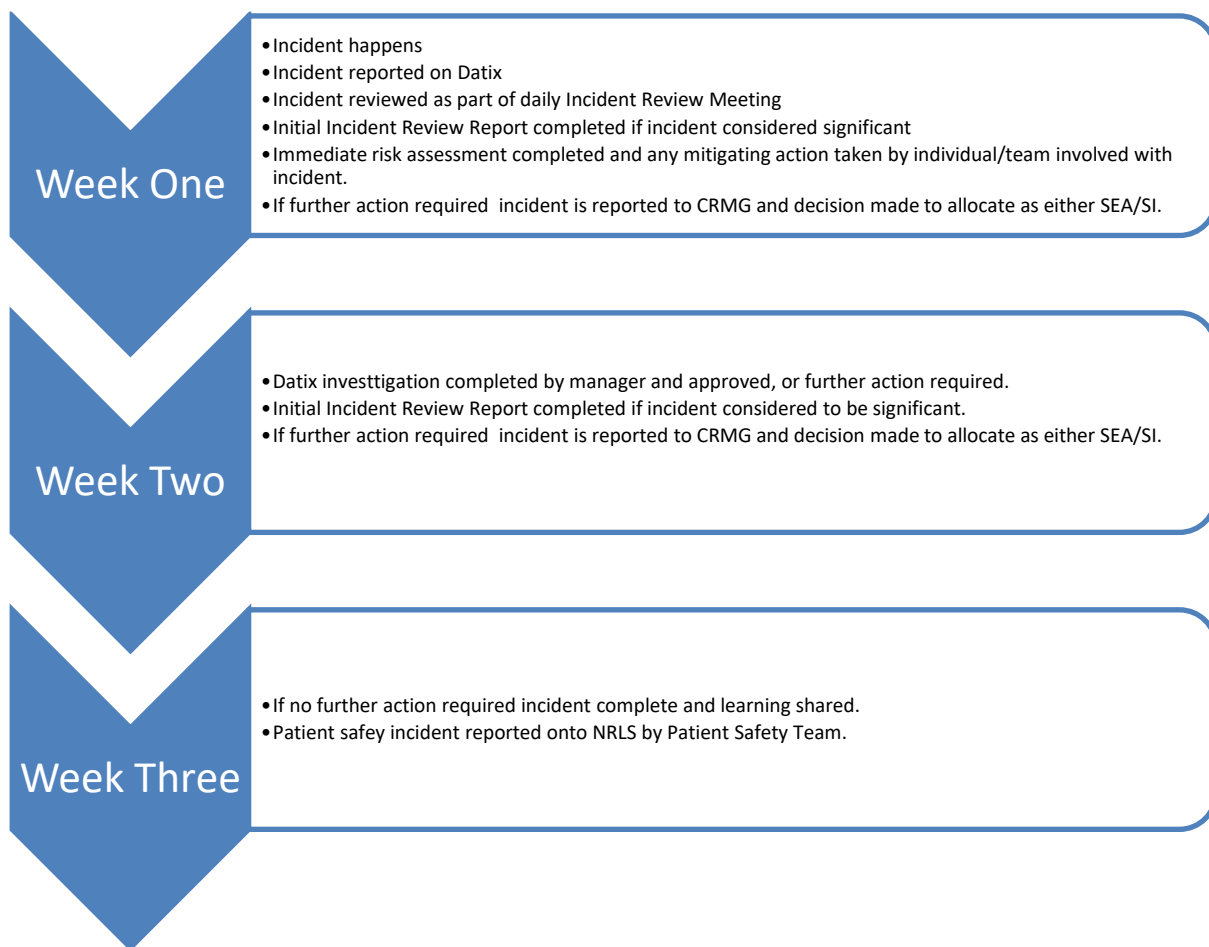 Week One
•Incident happens
•Incident reported on Datix
•Incident reviewed as part of daily Incident Review Meeting
•Initial Incident Review Report completed if incident considered significant
•Immediate risk assessment completed and any mitigating action taken by individual/team involved with
incident.
•If further action required  incident is reported to CRMG and decision made to allocate as either SEA/SI.
Week Two
•Datix investtigation completed by manager and approved, or further action required.
•Initial Incident Review Report completed if incident considered to be significant.
•If further action required  incident is reported to CRMG and decision made to allocate as either SEA/SI.
Week Three
•If no further action required incident complete and learning shared.
•Patient safey incident reported onto NRLS by Patient Safety Team.